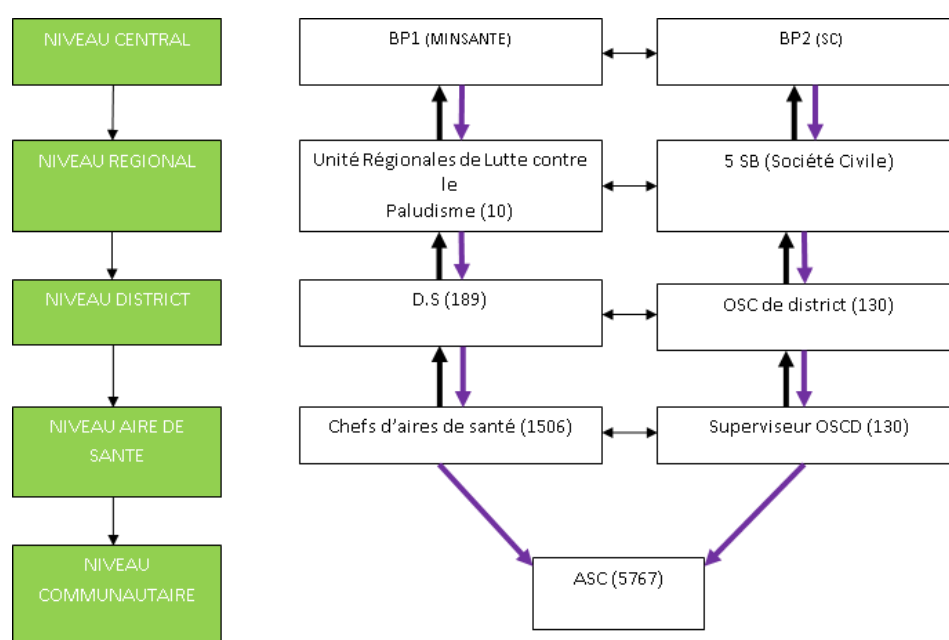 NIVEAU CENTRAL
BP1 (MINSANTE)
BP2 (SC)
NIVEAU REGIONAL
Unité Régionales de Lutte contre
le
Paludisme (10)
5 SB (Société Civile)
NIVEAU DISTRICT
D.S (189)
OSC de district (130)
NIVEAU AIRE DE
SANTE
Chefs d’aires de santé (1506)
Superviseur OSCD (130)
NIVEAU
COMMUNAUTAIRE
ASC (5767)